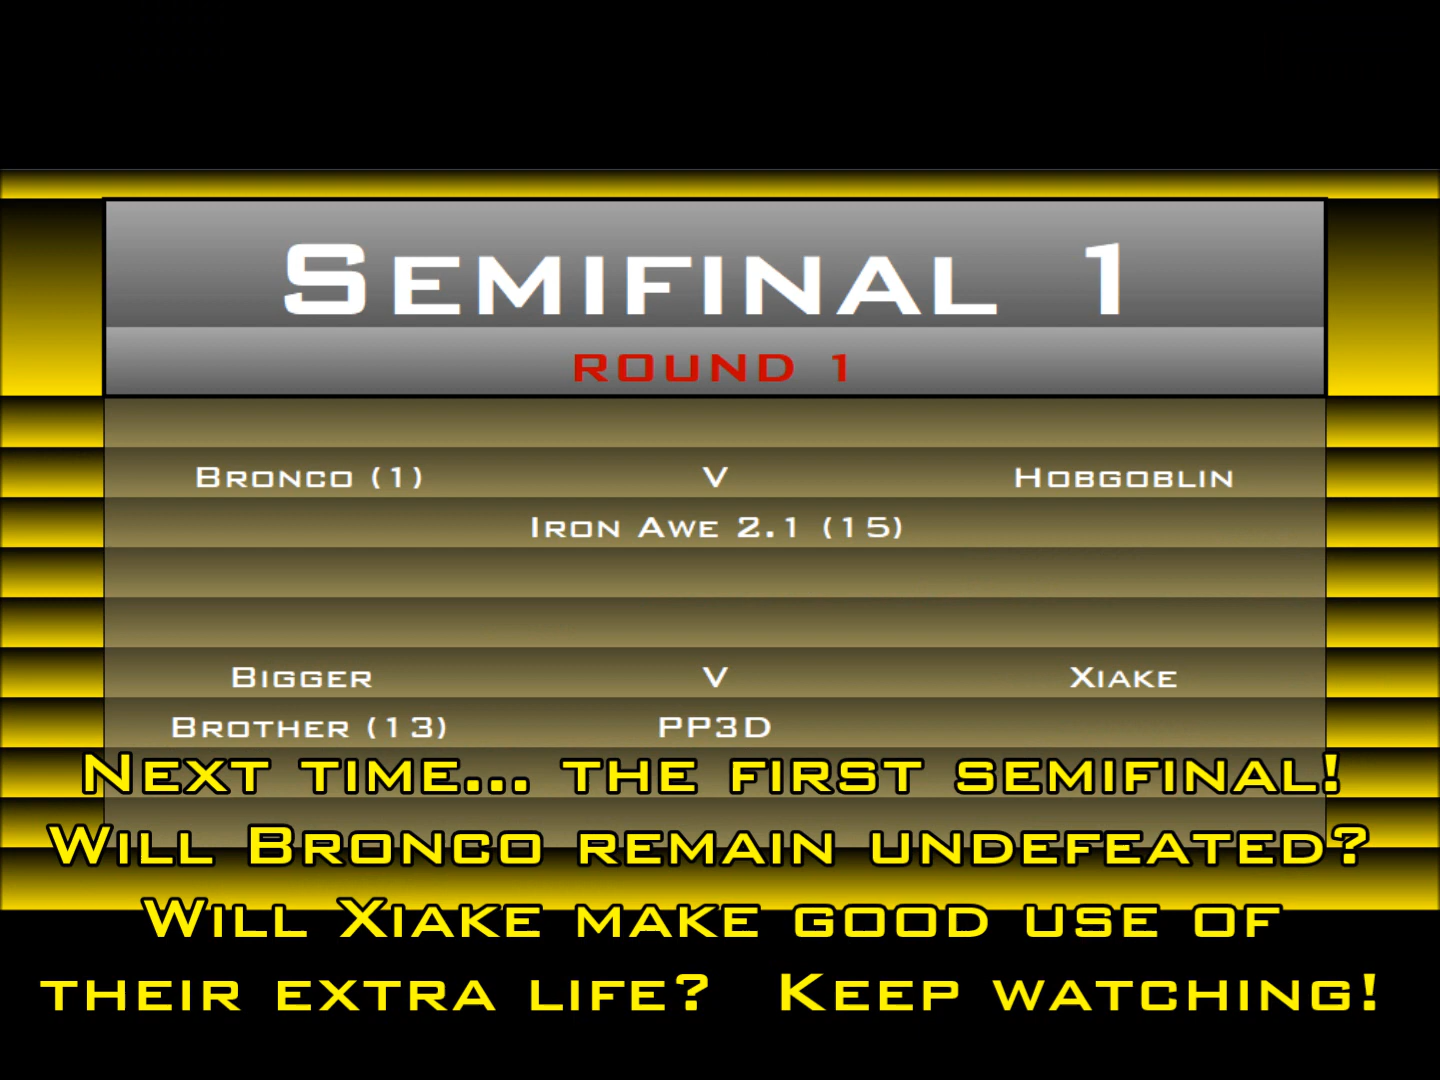 Semifinal 1
ROUND 1
Bronco (1) V Hobgoblin
Iron Awe 2.1 (15)
Bigger V Xiake
Brother (13) PP3D
Next time... the first semifinal!
Will Bronco remain undefeated?
Will Xiake make good use of
their extra life? Keep watching!